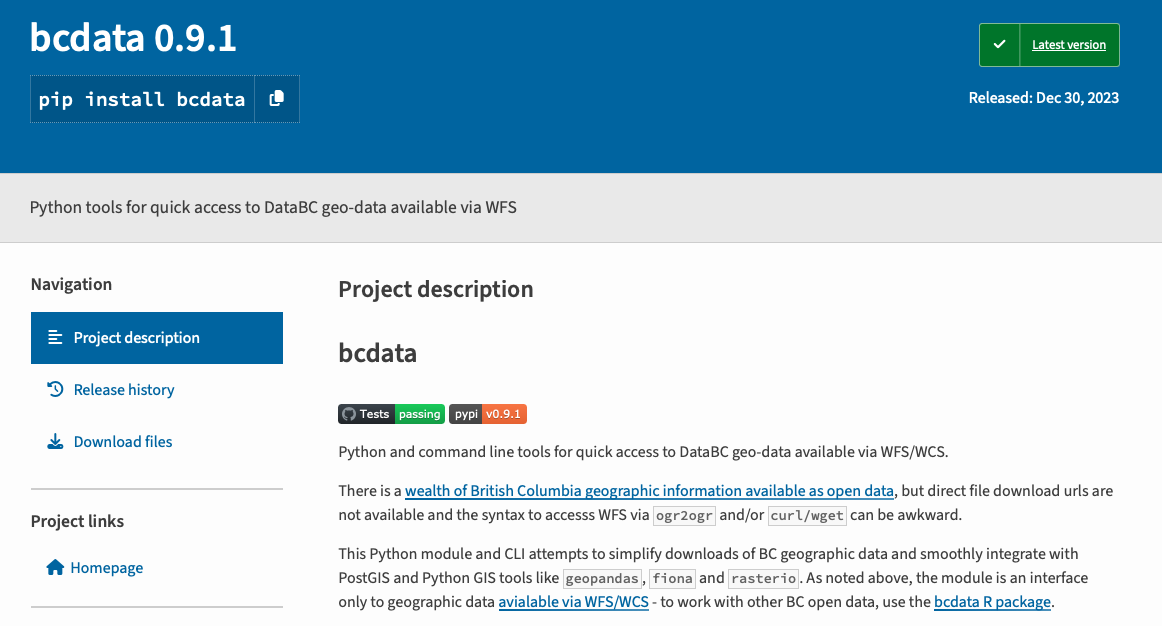 bcdata 0.9.1
pip install bcdata
Latest version
Released: Dec 30, 2023
Python tools for quick access to DataBC geo-data available via WFS
Navigation
Project description
Release history
Download files
Project links
Homepage
Project description
bcdata
Tests passing pypi v0.9.1
Python and command line tools for quick access to DataBC geo-data available via WFS/WCS.
There is a wealth of British Columbia geographic information available as open data, but direct file download urls are
not available and the syntax to accesss WFS via ogr2ogr and/or curl/wget can be awkward.
This Python module and CLI attempts to simplify downloads of BC geographic data and smoothly integrate with
PostGIS and Python GIS tools like geopandas, fiona and rasterio. As noted above, the module is an interface
only to geographic data avialable via WFS/WCS - to work with other BC open data, use the bcdata R package.